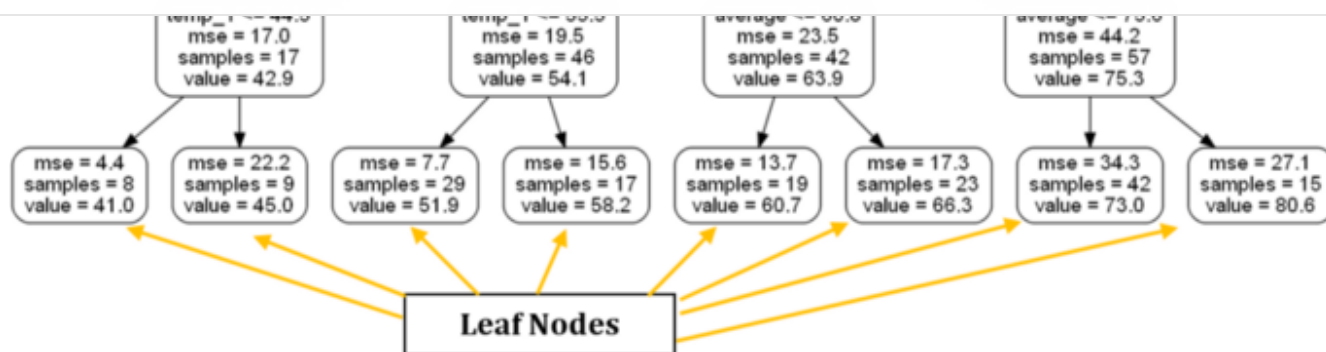 mse = 17.0
samples = 17
value = 42.9
mse = 19.5
samples = 46
value = 54.1
mse = 23.5
samples = 42
value = 63.9
mse = 44.2
samples = 57
value = 75.3
mse = 4.4
samples = 8
value = 41.0
mse = 22.2
samples = 9
value = 45.0
mse = 7.7
samples = 29
value = 51.9
mse = 15.6
samples = 17
value = 58.2
mse = 13.7
samples = 19
value = 60.7
mse = 17.3
samples = 23
value = 66.3
mse = 34.3
samples = 42
value = 73.0
mse = 27.1
samples = 15
value = 80.6
Leaf Nodes